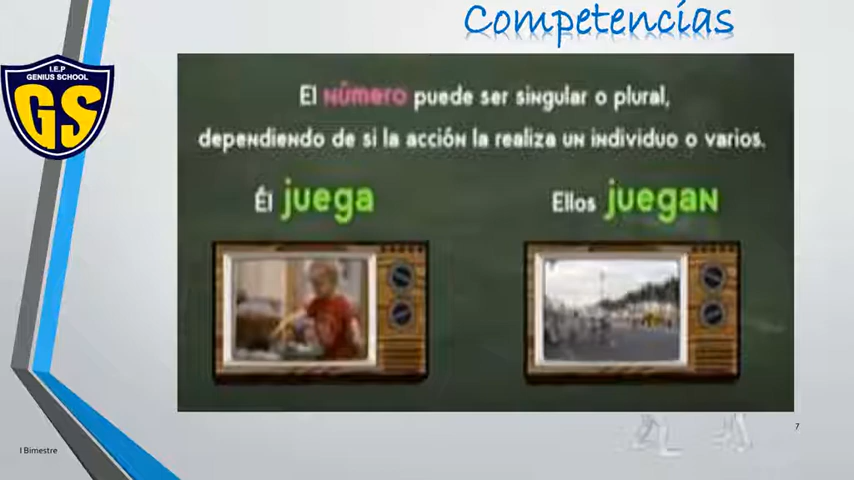 Competencías
I.E.P
GENIUS SCHOOL
GS
El NÚmero puede ser singular o plural,
dependiendo de si la acción la realiza un individuo o varios.
Él juega
Ellos juegan
7
I Bimestre